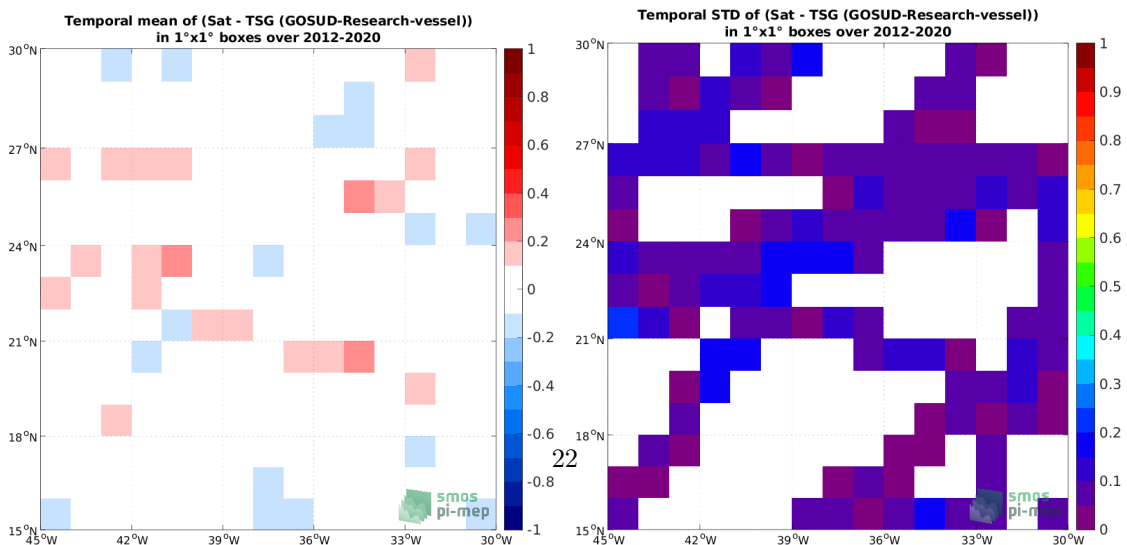 Temporal mean of (Sat - TSG (GOSUD-Research-vessel))
in 1°x1° boxes over 2012-2020
30°N
27°N
24°N
21°N
18°N
15°N
45°W
42°W
39°W
36°W
33°W
30°W
1
0.8
0.6
0.4
0.2
0
-0.2
-0.4
-0.6
-0.8
-1
smos
pi-mep
Temporal STD of (Sat - TSG (GOSUD-Research-vessel))
in 1°x1° boxes over 2012-2020
30°N
27°N
24°N
21°N
18°N
15°N
45°W
42°W
39°W
36°W
33°W
30°W
1
0.9
0.8
0.7
0.6
0.5
0.4
0.3
0.2
0.1
0
smos
pi-mep
22